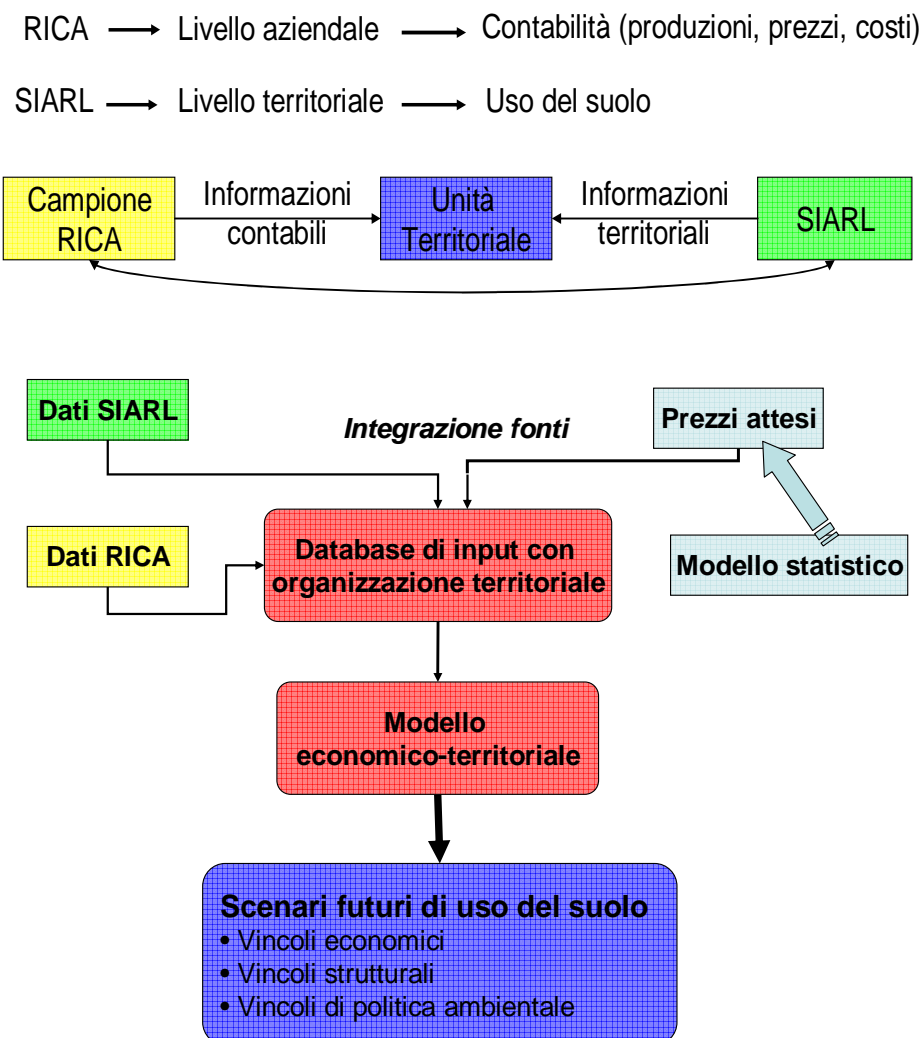 RICA Livello aziendale Contabilità (produzioni, prezzi, costi)
SIARL Livello territoriale Uso del suolo
Campione
RICA
Informazioni
contabili
Unità
Territoriale
Informazioni
territoriali
SIARL
Dati SIARL
Integrazione fonti
Prezzi attesi
Dati RICA
Database di input con
organizzazione territoriale
Modello statistico
Modello
economico-territoriale
Scenari futuri di uso del suolo
• Vincoli economici
• Vincoli strutturali
• Vincoli di politica ambientale